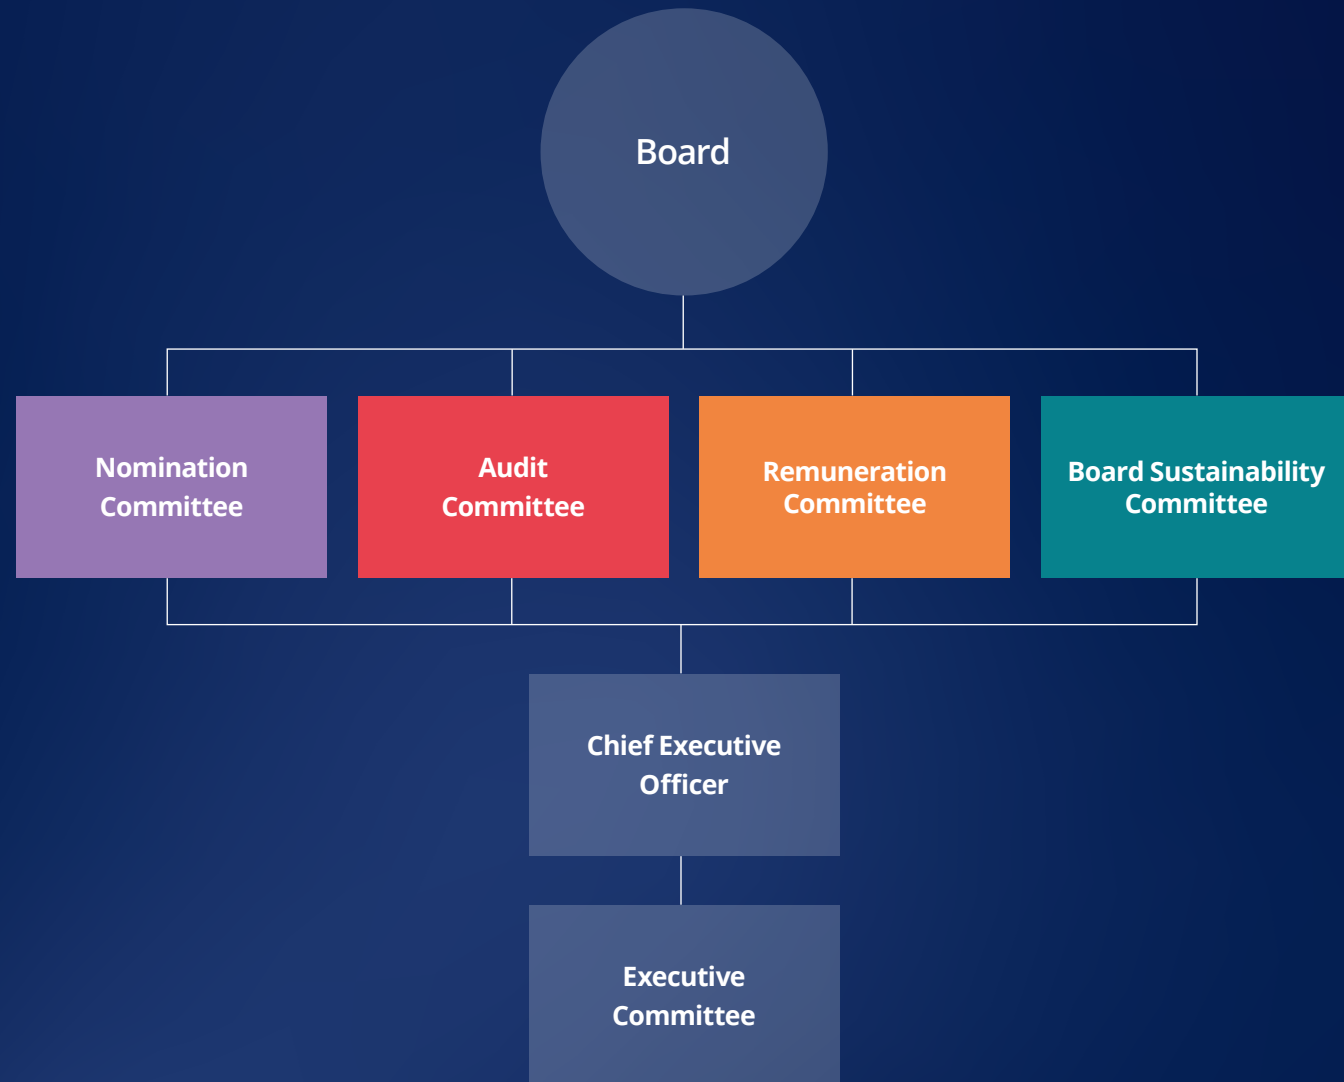 Board
Nomination
Committee
Audit
Committee
Remuneration
Committee
Board Sustainability
Committee
Chief Executive
Officer
Executive
Committee